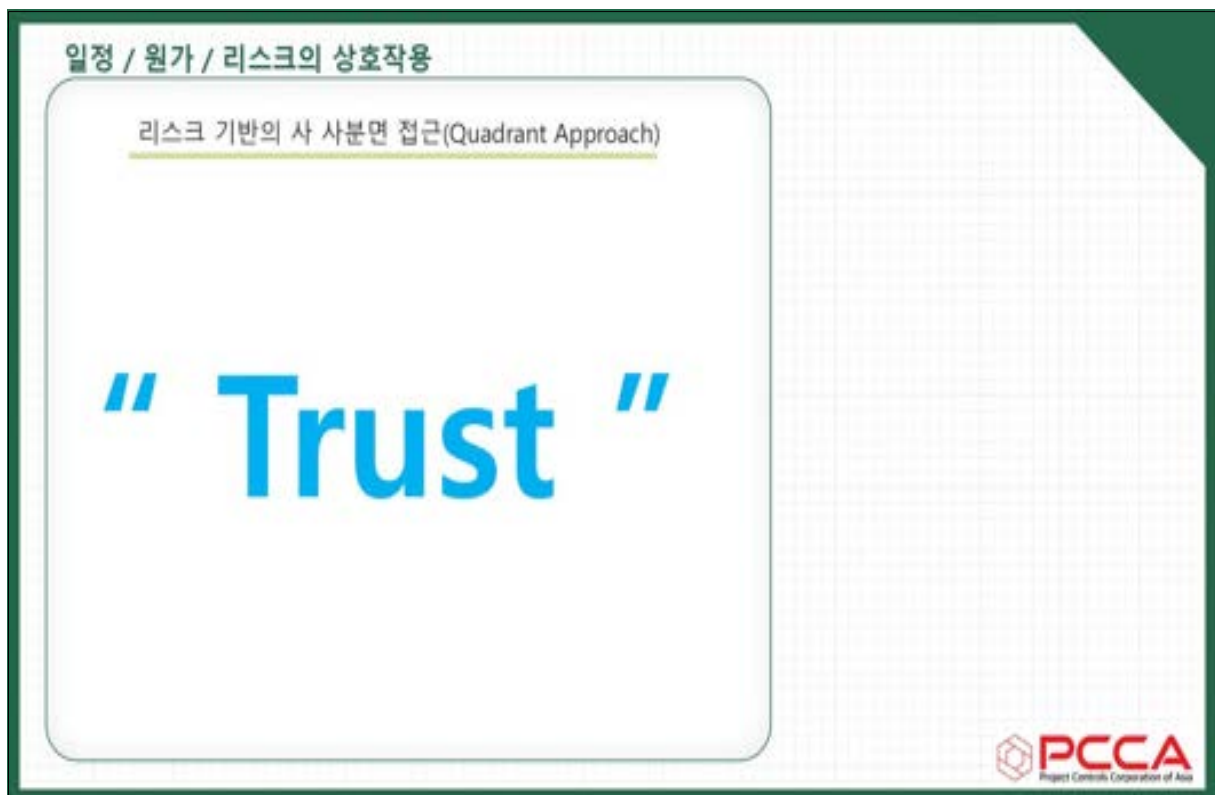 일정 / 원가 / 리스크의 상호작용
리스크 기반의 사 사분면 접근(Quadrant Approach)
“ Trust ”
PCCA
Project Controls Corporation of Asia